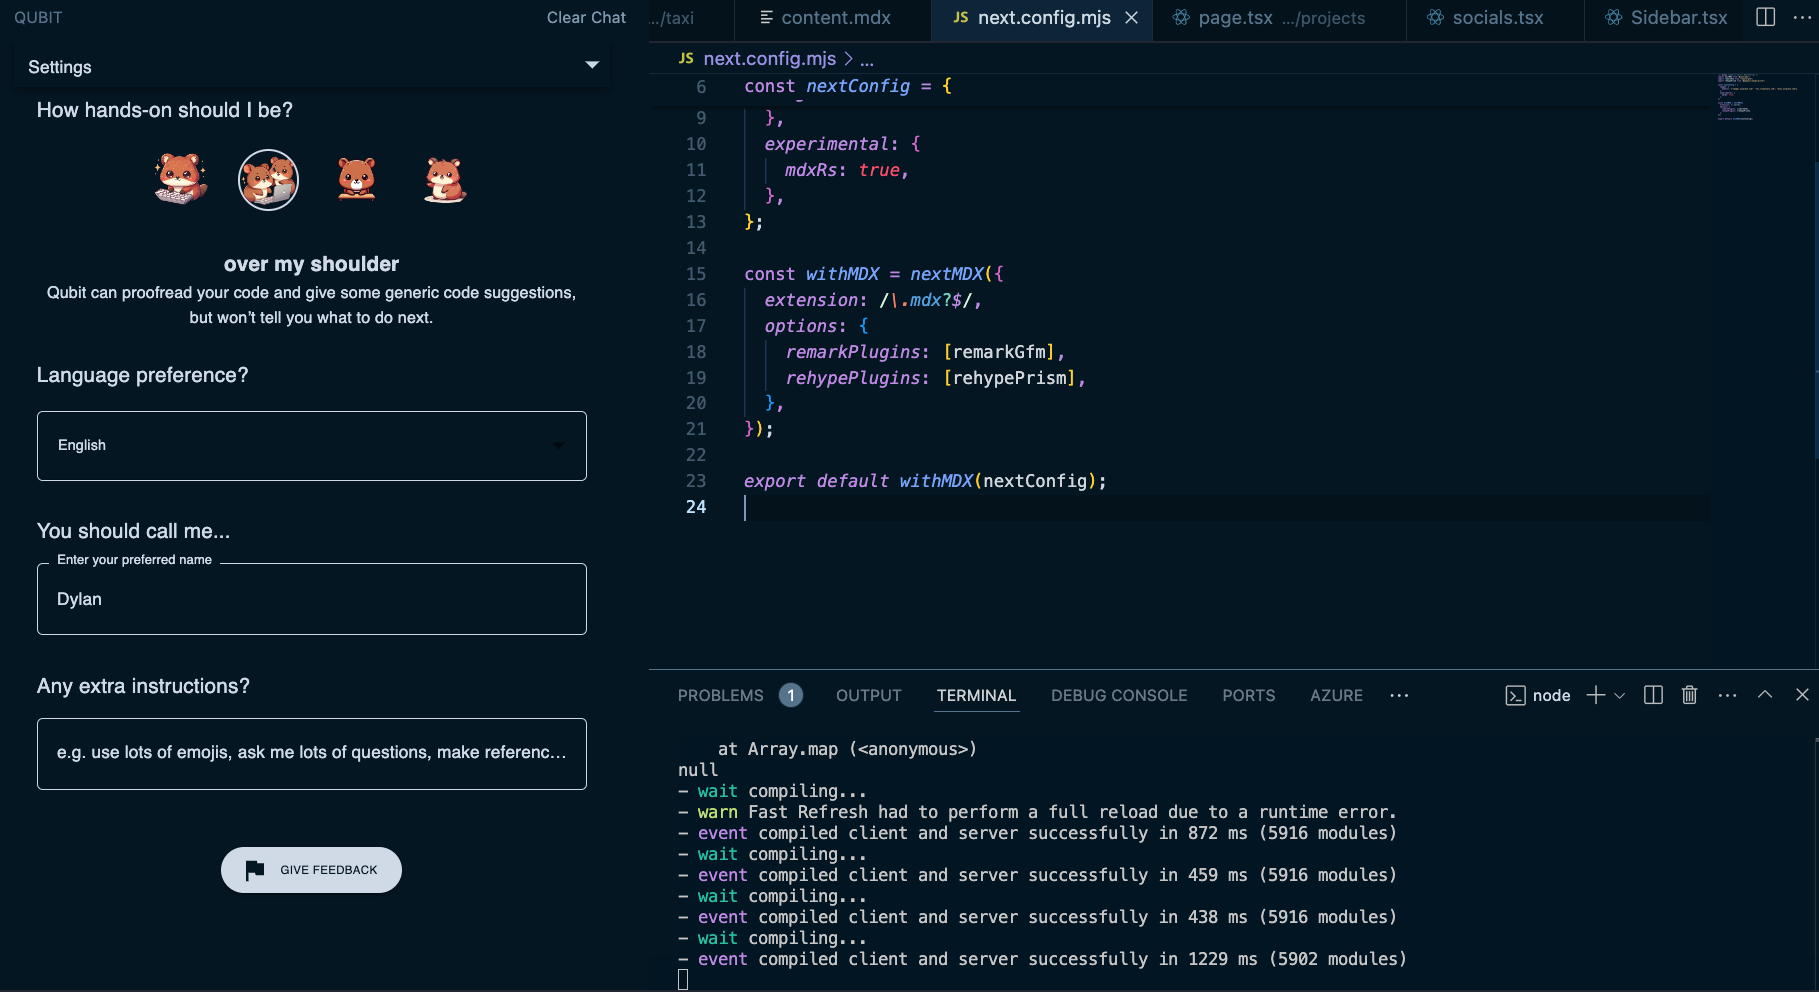 QUBIT
Clear Chat
Settings
How hands-on should I be?
over my shoulder
Qubit can proofread your code and give some generic code suggestions,
but won't tell you what to do next.
Language preference?
English
You should call me...
Enter your preferred name
Dylan
Any extra instructions?
e.g. use lots of emojis, ask me lots of questions, make referenc...
GIVE FEEDBACK
.../taxi
content.mdx
JS next.config.mjs
page.tsx .../projects
socials.tsx
Sidebar.tsx
JS next.config.mjs > ...
6 const nextConfig = {
9 },
10 experimental: {
11 mdxRs: true,
12 },
13 };
14
15 const withMDX = nextMDX({
16 extension: /\.mdx?$/,
17 options: {
18 remarkPlugins: [remarkGfm],
19 rehypePlugins: [rehypePrism],
20 },
21 });
22
23 export default withMDX(nextConfig);
24
PROBLEMS 1 OUTPUT TERMINAL DEBUG CONSOLE PORTS AZURE ... node
at Array.map (<anonymous>)
null
- wait compiling...
- warn Fast Refresh had to perform a full reload due to a runtime error.
- event compiled client and server successfully in 872 ms (5916 modules)
- wait compiling...
- event compiled client and server successfully in 459 ms (5916 modules)
- wait compiling...
- event compiled client and server successfully in 438 ms (5916 modules)
- wait compiling...
- event compiled client and server successfully in 1229 ms (5902 modules)